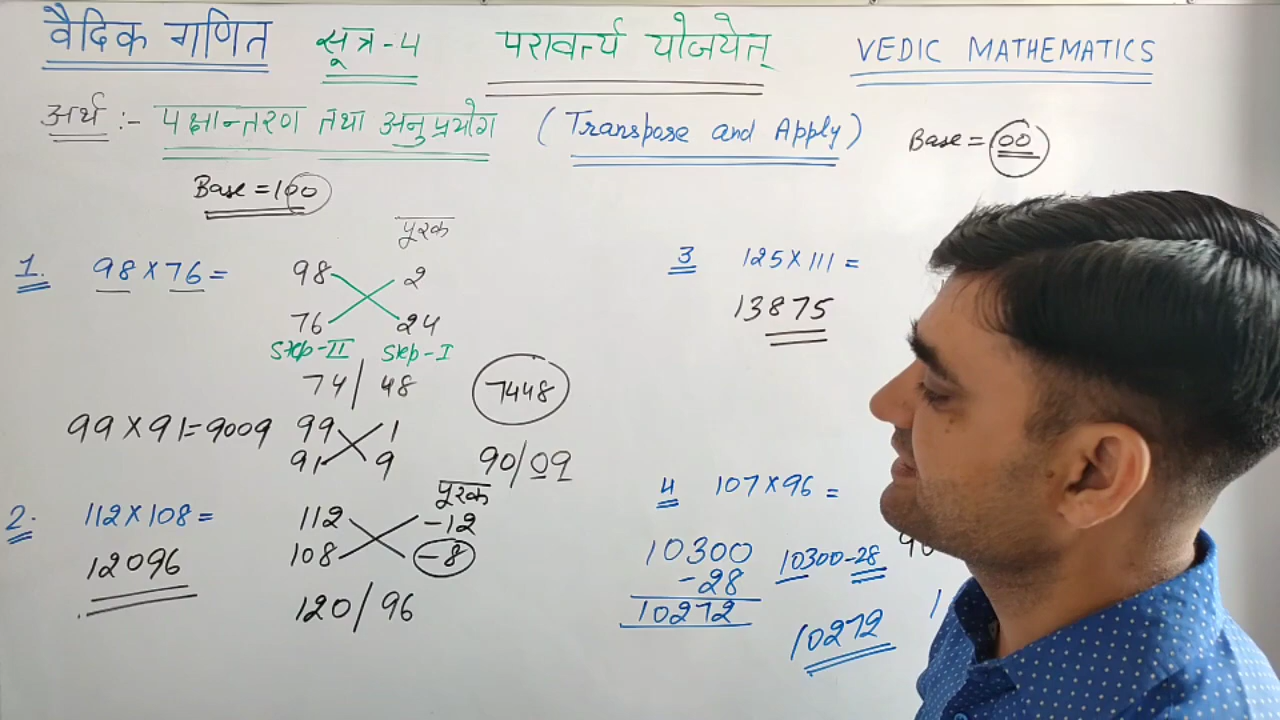 वैदिक गणित सूत्र-4 परावर्त्य योजयेत् VEDIC MATHEMATICS
अर्थ :- पक्षान्तरण तथा अनुप्रयोग (Transpose and Apply)
Base = 00
Base = 100
पूरक
1. 98 × 76 =
98 2
76 24
Step-II Step-I
74 / 48
7448
99 × 91 = 9009
99 1
91 9
90/09
2. 112 × 108 =
12096
पूरक
112 -12
108 -8
120 / 96
3 125 × 111 =
13875
4 107 × 96 =
10300
-28
10272
10300-28
10272